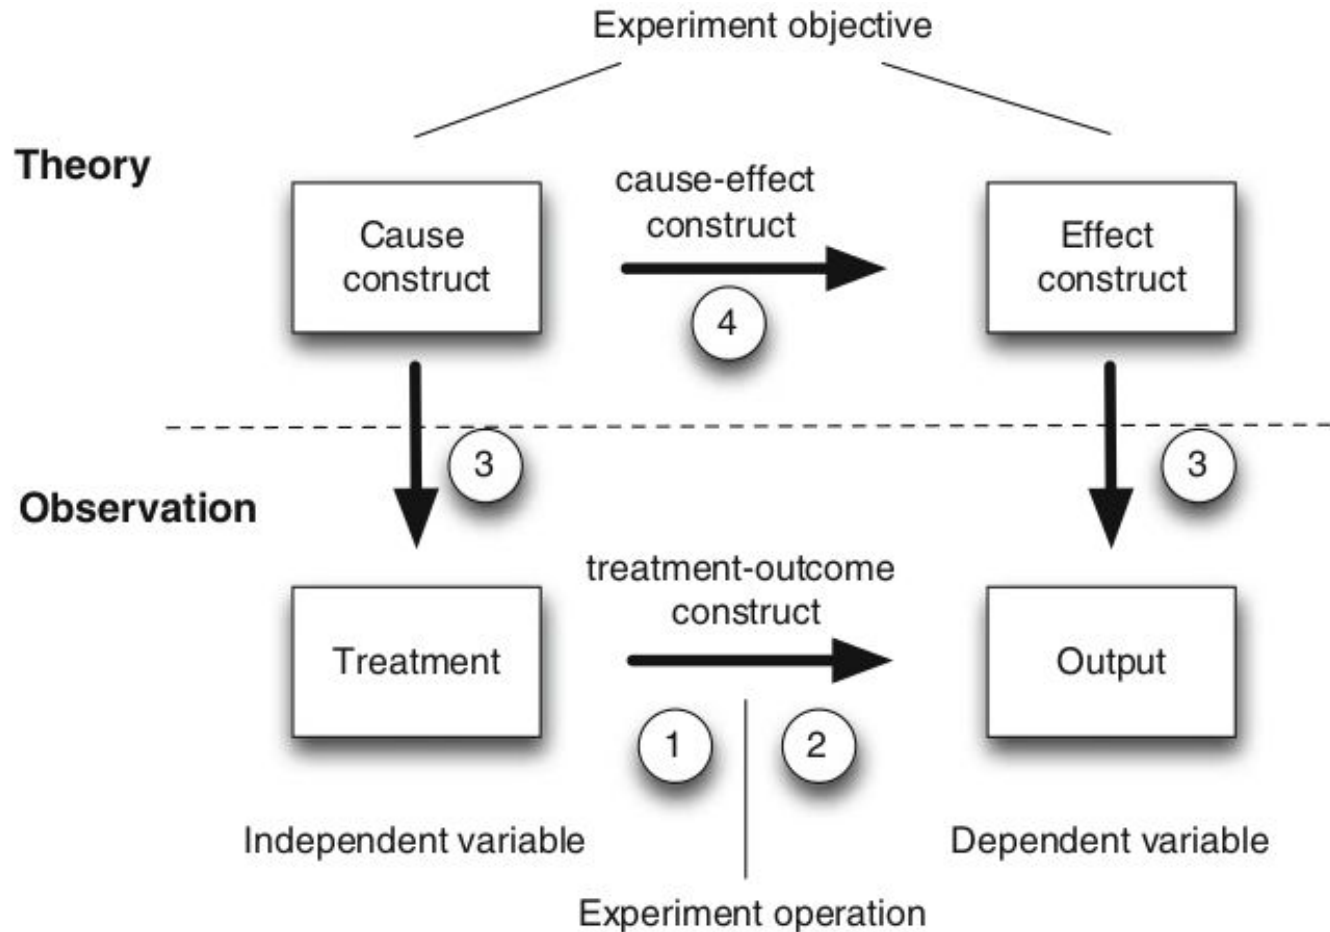 Experiment objective
Theory
cause-effect
construct
Cause
construct
Effect
construct
4
3
3
Observation
treatment-outcome
construct
Treatment
Output
1
2
Independent variable
Dependent variable
Experiment operation